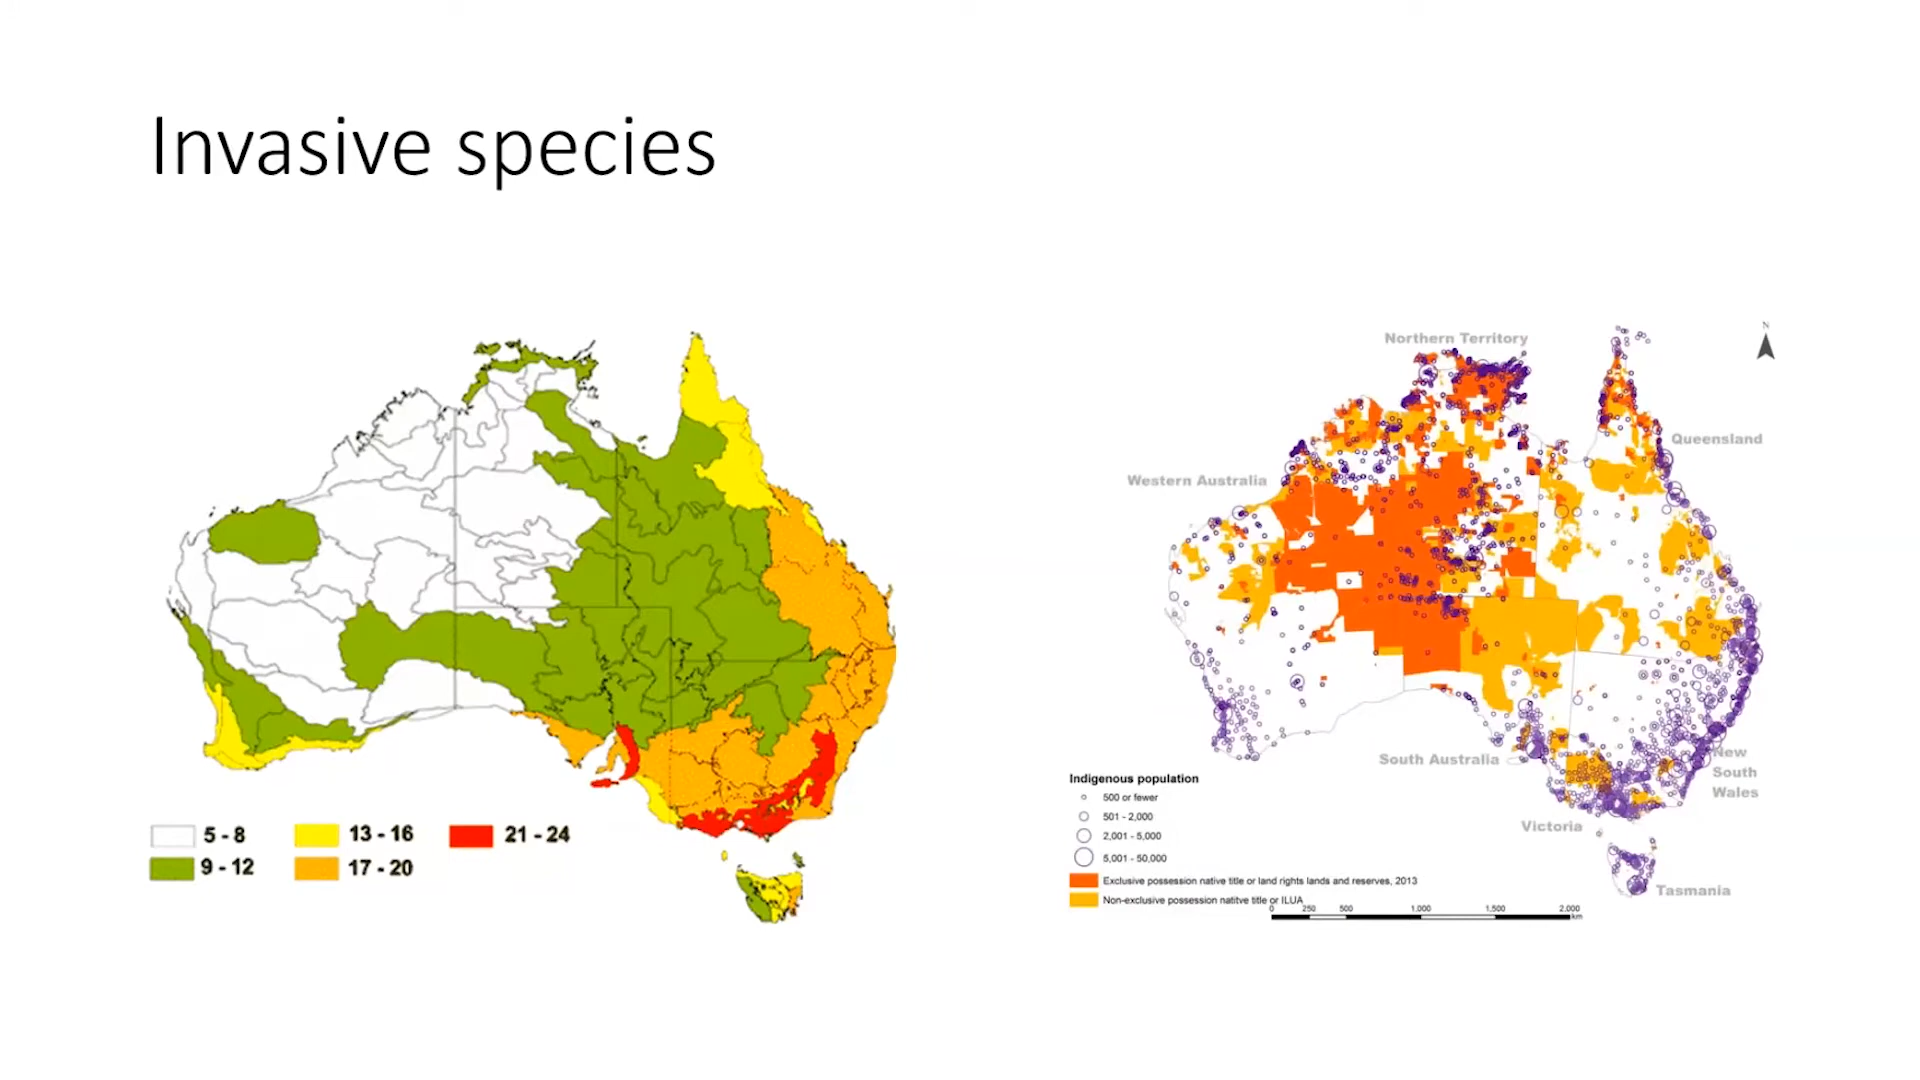 Invasive species
5 - 8
13 - 16
21 - 24
9 - 12
17 - 20
N
Northern Territory
Queensland
Western Australia
South Australia
New
South
Wales
Victoria
Tasmania
Indigenous population
500 or fewer
501 - 2,000
2,001 - 5,000
5,001 - 50,000
Exclusive possession native title or land rights lands and reserves, 2013
Non-exclusive possession native title or ILUA
0 250 500 1,000 1,500 2,000
km